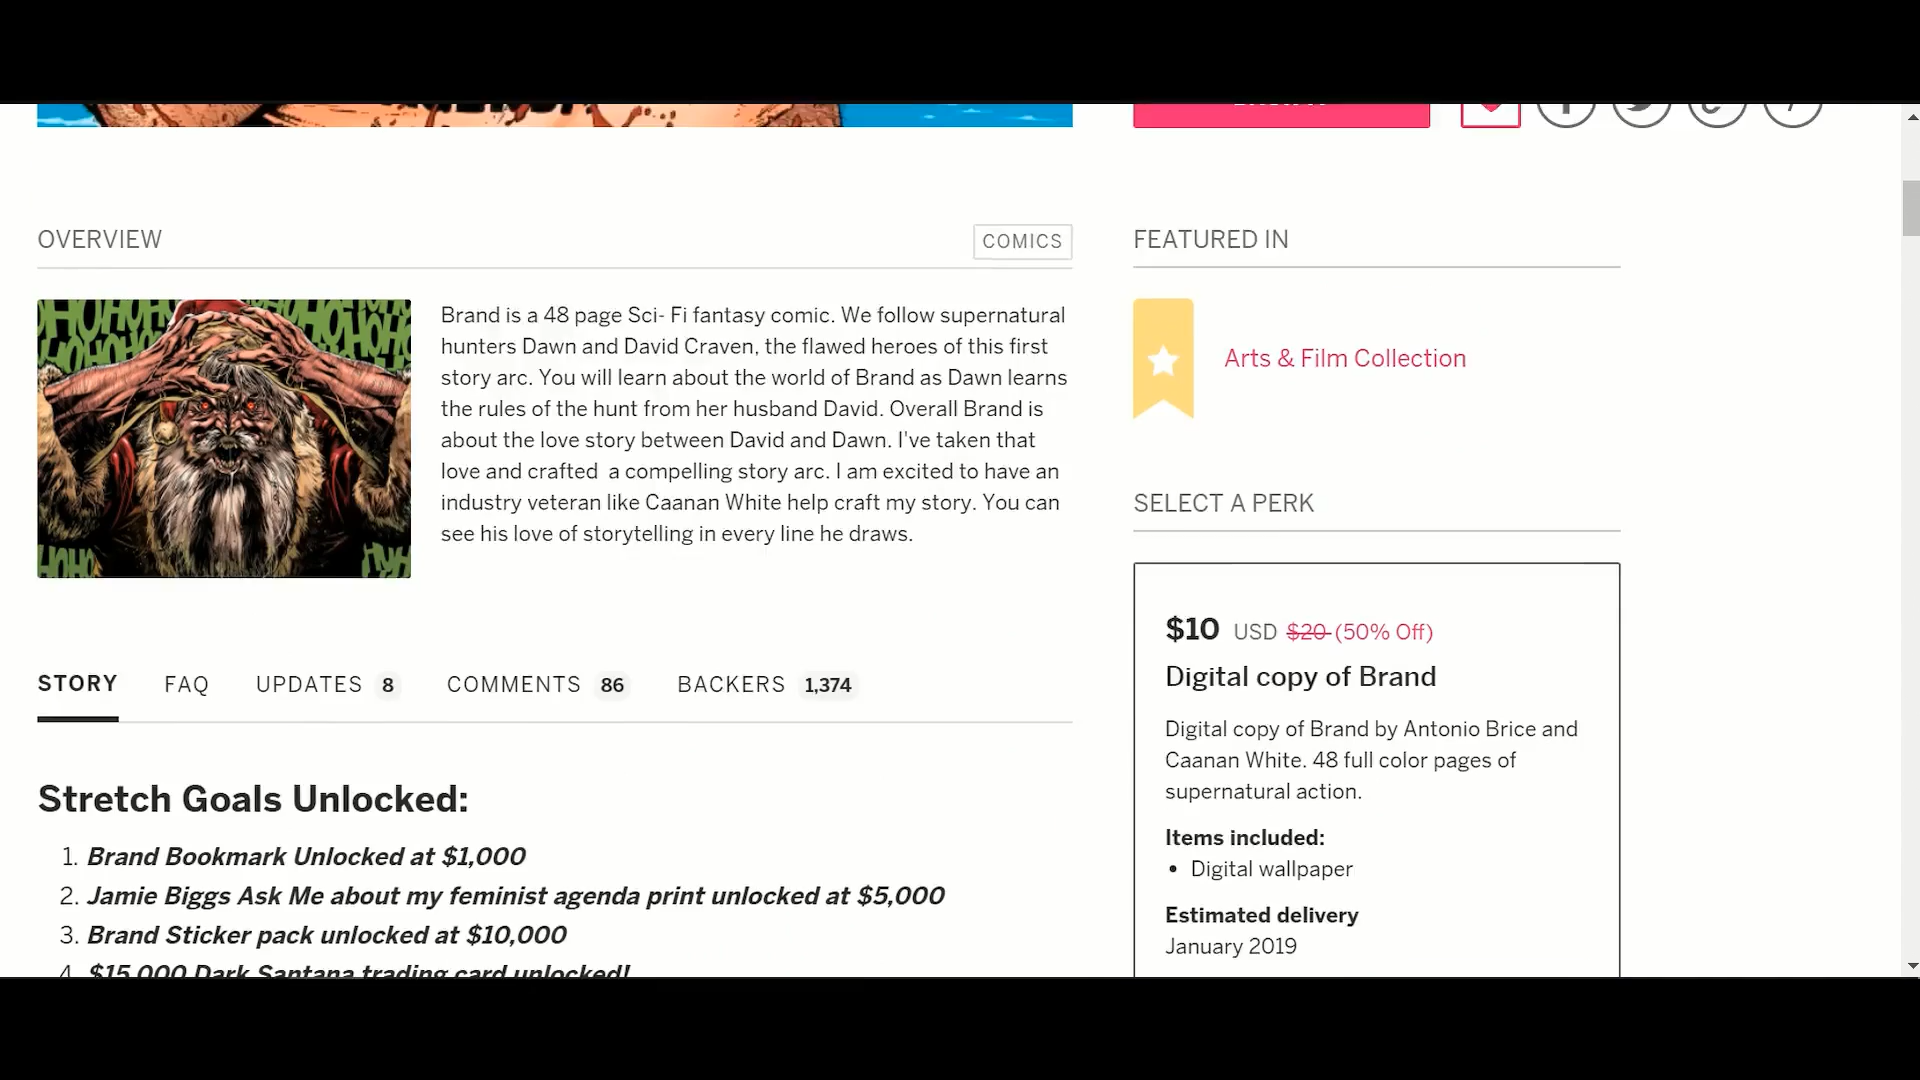 OVERVIEW
COMICS
Brand is a 48 page Sci- Fi fantasy comic. We follow supernatural
hunters Dawn and David Craven, the flawed heroes of this first
story arc. You will learn about the world of Brand as Dawn learns
the rules of the hunt from her husband David. Overall Brand is
about the love story between David and Dawn. I've taken that
love and crafted a compelling story arc. I am excited to have an
industry veteran like Caanan White help craft my story. You can
see his love of storytelling in every line he draws.
STORY FAQ UPDATES 8 COMMENTS 86 BACKERS 1,374
Stretch Goals Unlocked:
1. Brand Bookmark Unlocked at $1,000
2. Jamie Biggs Ask Me about my feminist agenda print unlocked at $5,000
3. Brand Sticker pack unlocked at $10,000
4. $15,000 Dark Santana trading card unlocked!
FEATURED IN
Arts & Film Collection
SELECT A PERK
$10 USD $20 (50% Off)
Digital copy of Brand
Digital copy of Brand by Antonio Brice and
Caanan White. 48 full color pages of
supernatural action.
Items included:
• Digital wallpaper
Estimated delivery
January 2019